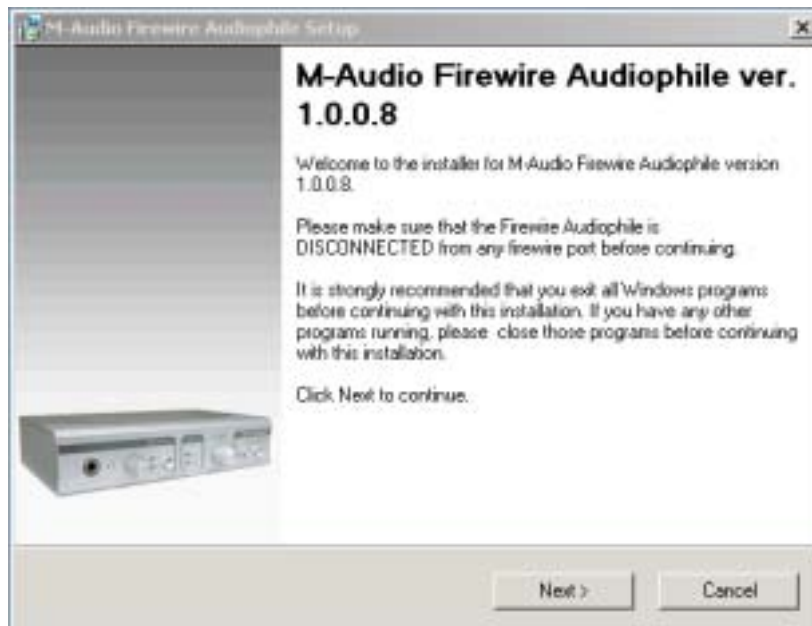 M-Audio Firewire Audiophile Setup
M-Audio Firewire Audiophile ver.
1.0.0.8
Welcome to the installer for M-Audio Firewire Audiophile version
1.0.0.8.
Please make sure that the Firewire Audiophile is
DISCONNECTED from any firewire port before continuing.
It is strongly recommended that you exit all Windows programs
before continuing with this installation. If you have any other
programs running, please close those programs before continuing
with this installation.
Click Next to continue.
Next >
Cancel